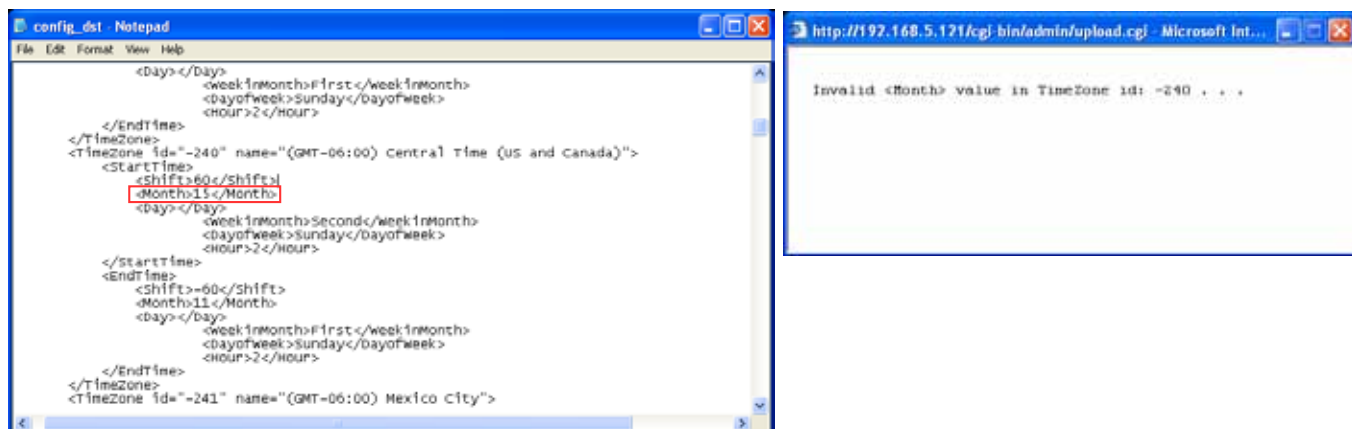 config_dst - Notepad
File Edit Format View Help
<Day></Day>
<WeekinMonth>First</WeekinMonth>
<DayofWeek>Sunday</DayofWeek>
<Hour>2</Hour>
</EndTime>
</TimeZone>
<TimeZone id="-240" name="(GMT-06:00) Central Time (US and Canada)">
<StartTime>
<Shift>60</Shift>
<Month>15</Month>
<Day></Day>
<WeekinMonth>Second</WeekinMonth>
<DayofWeek>Sunday</DayofWeek>
<Hour>2</Hour>
</StartTime>
<EndTime>
<Shift>-60</Shift>
<Month>11</Month>
<Day></Day>
<WeekinMonth>First</WeekinMonth>
<DayofWeek>Sunday</DayofWeek>
<Hour>2</Hour>
</EndTime>
</TimeZone>
<TimeZone id="-241" name="(GMT-06:00) Mexico City">
http://192.168.5.121/cgi-bin/admin/upload.cgi - Microsoft Int...
Invalid <Month> value in TimeZone id: -240 . . .